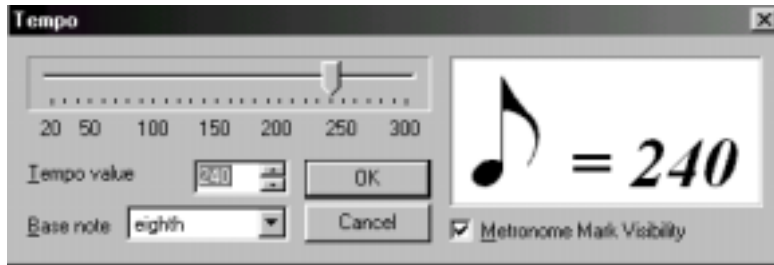 Tempo
20 50 100 150 200 250 300
Tempo value 240 OK
= 240
Base note eighth Cancel
Metronome Mark Visibility